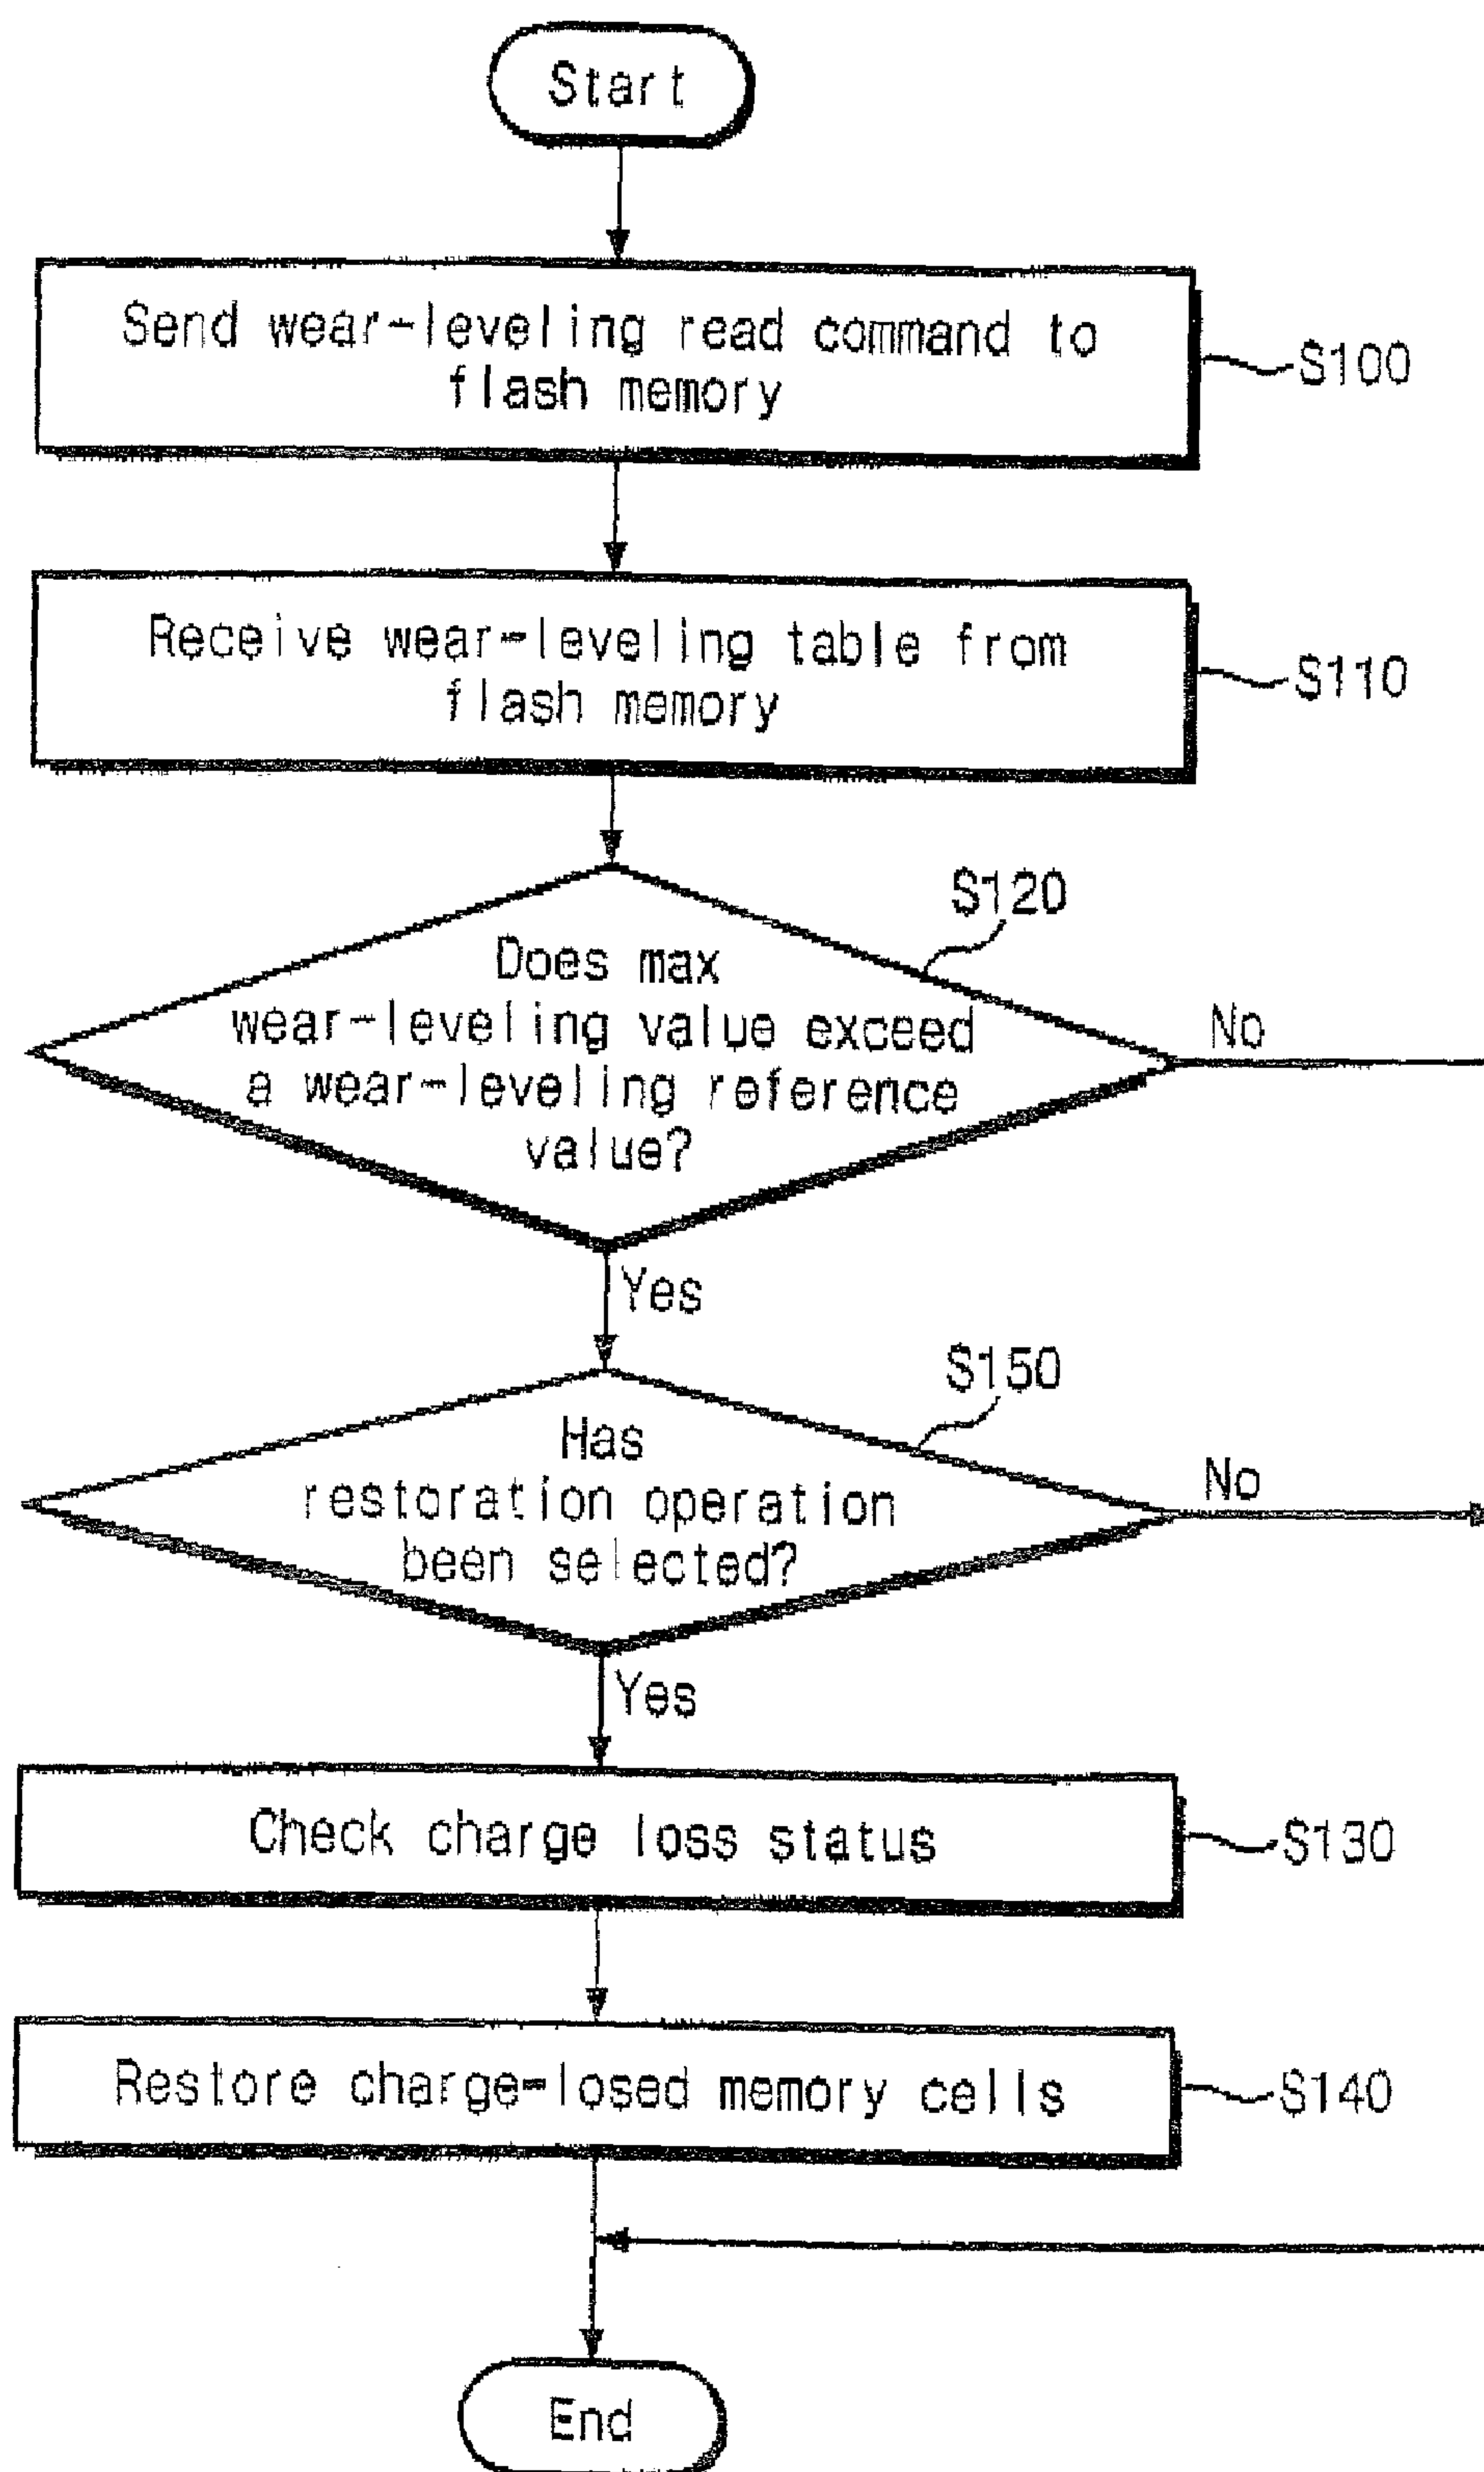 Start
Send wear-leveling read command to
flash memory
S100
Receive wear-leveling table from
flash memory
S110
S120
Does max
wear-leveling value exceed
a wear-leveling reference
value?
No
Yes
S150
Has
restoration operation
been selected?
No
Yes
Check charge loss status
S130
Restore charge-losed memory cells
S140
End